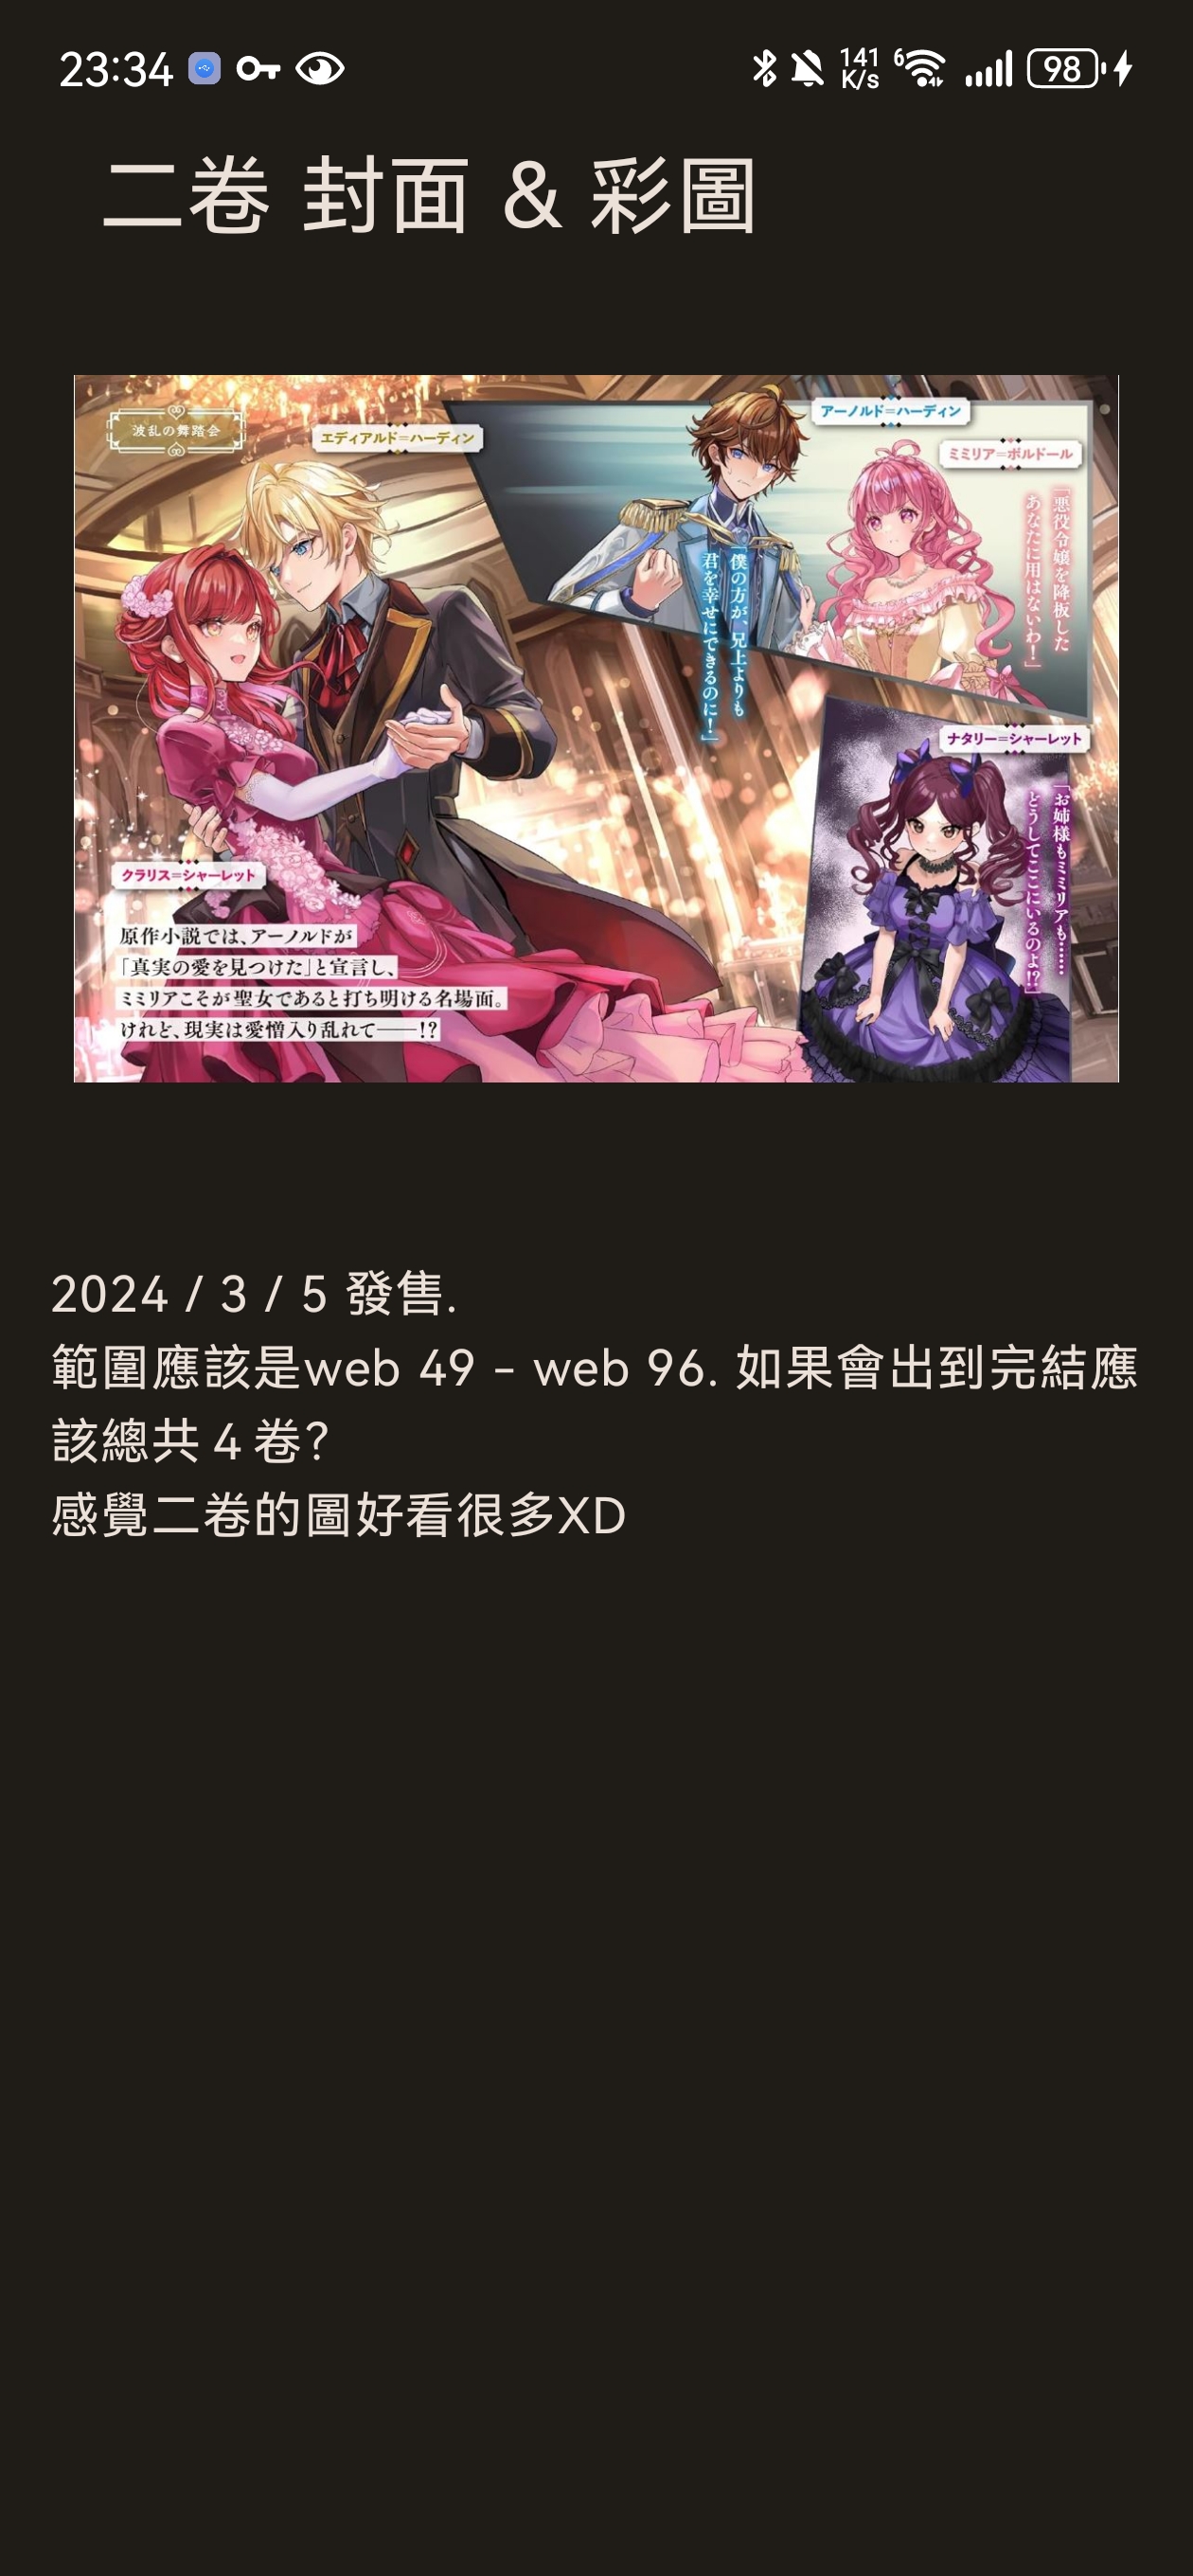 23:34
141
K/s
6
98
二卷 封面 & 彩圖
波乱の舞踏会
エディアルド=ハーディン
アーノルド=ハーディン
ミミリア=ボルドール
「悪役令嬢を降板した
あなたに用はないわ!」
「僕の方が、兄上よりも
君を幸せにできるのに!」
ナタリー=シャーレット
「お姉様もミミリアも……
どうしてここにいるのよ!?」
クラリス=シャーレット
原作小説では、アーノルドが
「真実の愛を見つけた」と宣言し、
ミミリアこそが聖女であると打ち明ける名場面。
けれど、現実は愛憎入り乱れて――!?
2024 / 3 / 5 發售.
範圍應該是web 49 - web 96. 如果會出到完結應
該總共 4 卷?
感覺二卷的圖好看很多XD